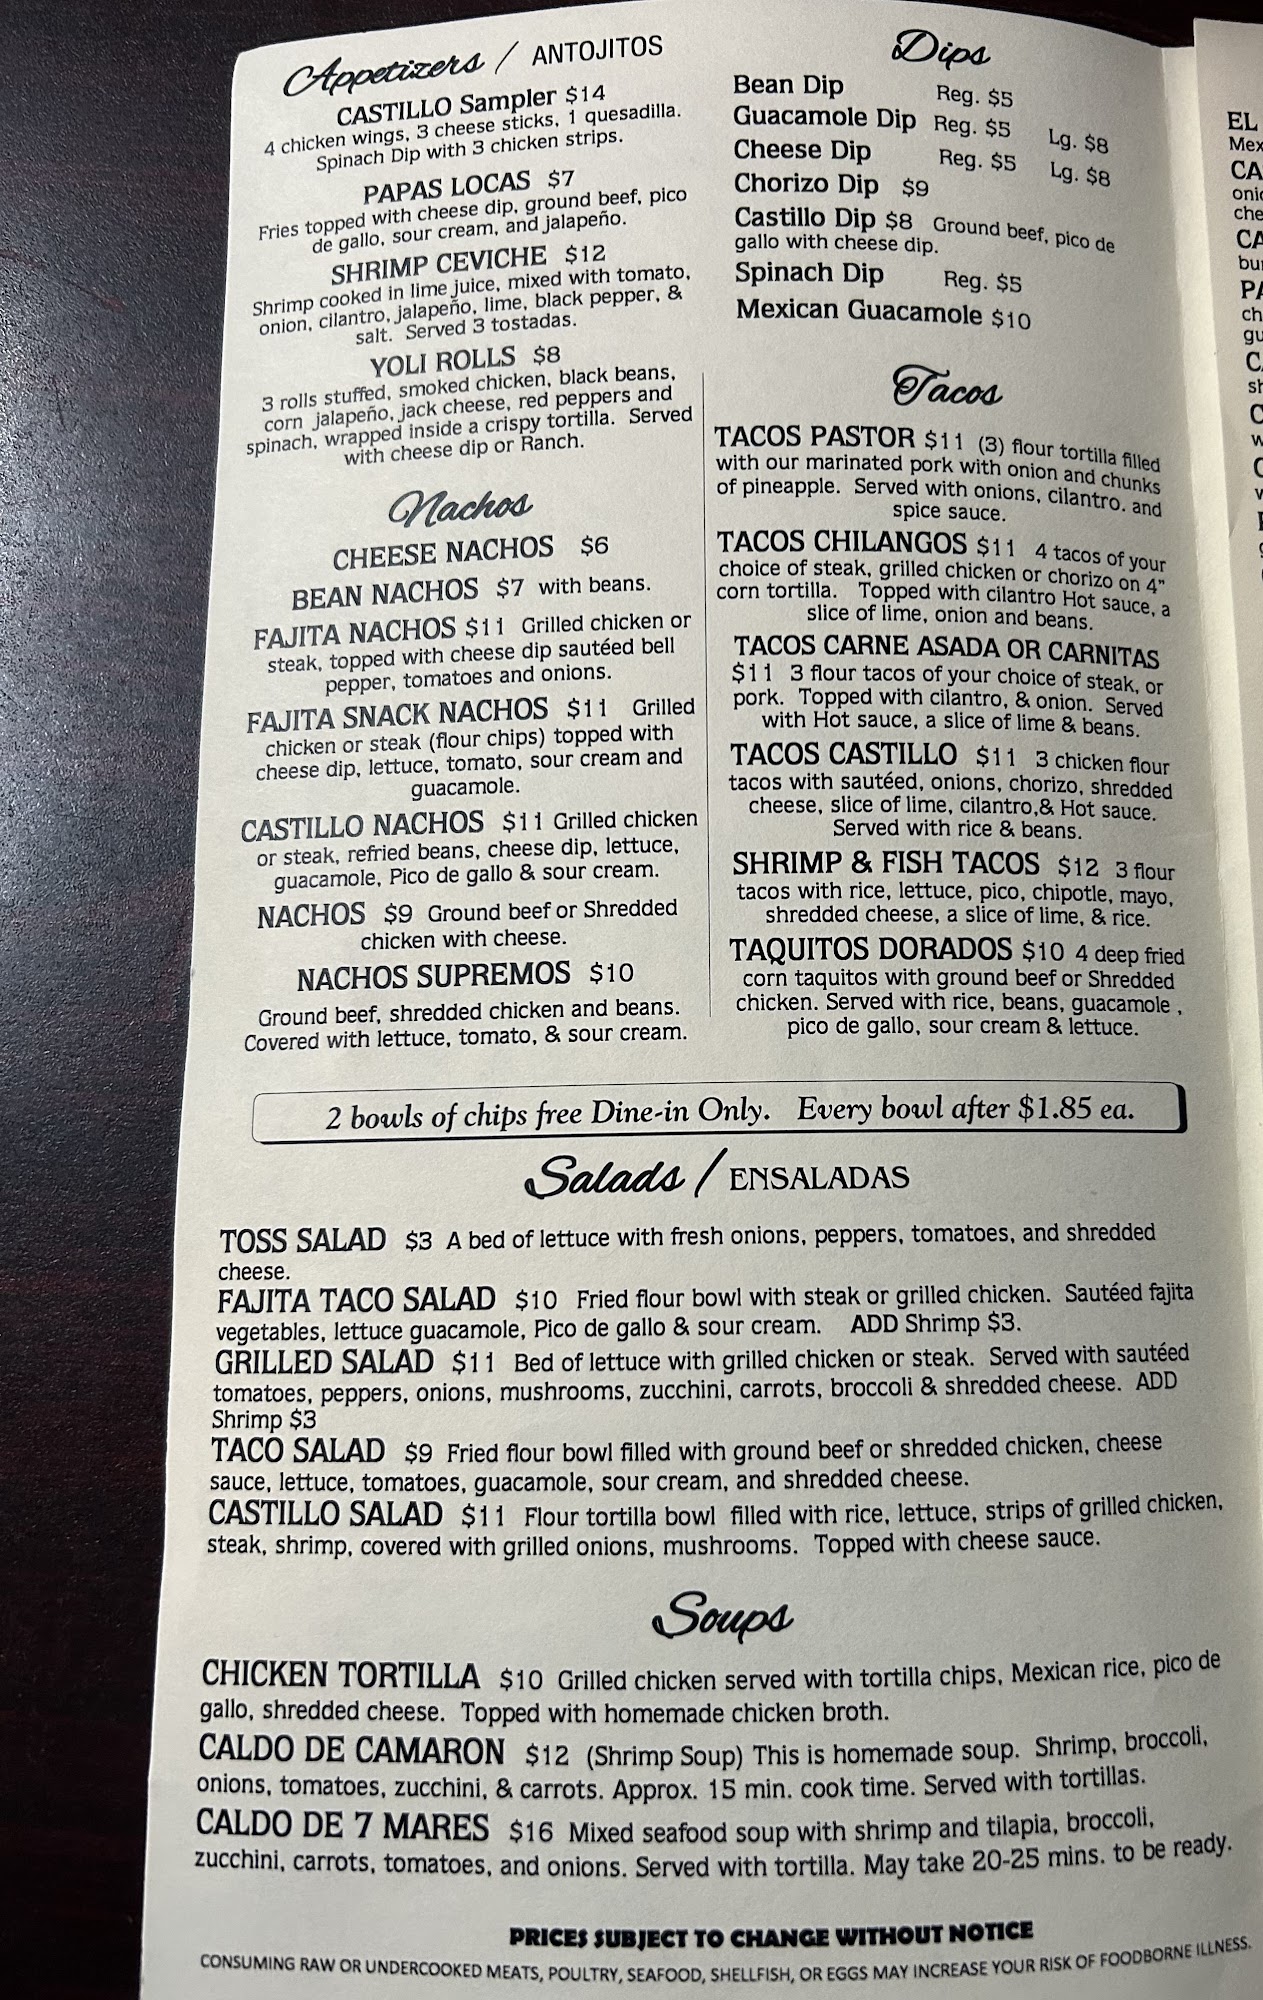 Appetizers / ANTOJITOS
CASTILLO Sampler $14
4 chicken wings, 3 cheese sticks, 1 quesadilla.
Spinach Dip with 3 chicken strips.
PAPAS LOCAS $7
Fries topped with cheese dip, ground beef, pico
de gallo, sour cream, and jalapeño.
SHRIMP CEVICHE $12
Shrimp cooked in lime juice, mixed with tomato,
onion, cilantro, jalapeño, lime, black pepper, &
salt. Served 3 tostadas.
YOLI ROLLS $8
3 rolls stuffed, smoked chicken, black beans,
corn jalapeño, jack cheese, red peppers and
spinach, wrapped inside a crispy tortilla. Served
with cheese dip or Ranch.
Nachos
CHEESE NACHOS $6
BEAN NACHOS $7 with beans.
FAJITA NACHOS $11 Grilled chicken or
steak, topped with cheese dip sautéed bell
pepper, tomatoes and onions.
FAJITA SNACK NACHOS $11 Grilled
chicken or steak (flour chips) topped with
cheese dip, lettuce, tomato, sour cream and
guacamole.
CASTILLO NACHOS $11 Grilled chicken
or steak, refried beans, cheese dip, lettuce,
guacamole, Pico de gallo & sour cream.
NACHOS $9 Ground beef or Shredded
chicken with cheese.
NACHOS SUPREMOS $10
Ground beef, shredded chicken and beans.
Covered with lettuce, tomato, & sour cream.
Dips
Bean Dip Reg. $5
Guacamole Dip Reg. $5 Lg. $8
Cheese Dip Reg. $5 Lg. $8
Chorizo Dip $9
Castillo Dip $8 Ground beef, pico de
gallo with cheese dip.
Spinach Dip Reg. $5
Mexican Guacamole $10
Tacos
TACOS PASTOR $11 (3) flour tortilla filled
with our marinated pork with onion and chunks
of pineapple. Served with onions, cilantro. and
spice sauce.
TACOS CHILANGOS $11 4 tacos of your
choice of steak, grilled chicken or chorizo on 4"
corn tortilla. Topped with cilantro Hot sauce, a
slice of lime, onion and beans.
TACOS CARNE ASADA OR CARNITAS
$11 3 flour tacos of your choice of steak, or
pork. Topped with cilantro, & onion. Served
with Hot sauce, a slice of lime & beans.
TACOS CASTILLO $11 3 chicken flour
tacos with sautéed, onions, chorizo, shredded
cheese, slice of lime, cilantro,& Hot sauce.
Served with rice & beans.
SHRIMP & FISH TACOS $12 3 flour
tacos with rice, lettuce, pico, chipotle, mayo,
shredded cheese, a slice of lime, & rice.
TAQUITOS DORADOS $10 4 deep fried
corn taquitos with ground beef or Shredded
chicken. Served with rice, beans, guacamole ,
pico de gallo, sour cream & lettuce.
2 bowls of chips free Dine-in Only. Every bowl after $1.85 ea.
Salads / ENSALADAS
TOSS SALAD $3 A bed of lettuce with fresh onions, peppers, tomatoes, and shredded
cheese.
FAJITA TACO SALAD $10 Fried flour bowl with steak or grilled chicken. Sautéed fajita
vegetables, lettuce guacamole, Pico de gallo & sour cream. ADD Shrimp $3.
GRILLED SALAD $11 Bed of lettuce with grilled chicken or steak. Served with sautéed
tomatoes, peppers, onions, mushrooms, zucchini, carrots, broccoli & shredded cheese. ADD
Shrimp $3
TACO SALAD $9 Fried flour bowl filled with ground beef or shredded chicken, cheese
sauce, lettuce, tomatoes, guacamole, sour cream, and shredded cheese.
CASTILLO SALAD $11 Flour tortilla bowl filled with rice, lettuce, strips of grilled chicken,
steak, shrimp, covered with grilled onions, mushrooms. Topped with cheese sauce.
Soups
CHICKEN TORTILLA $10 Grilled chicken served with tortilla chips, Mexican rice, pico de
gallo, shredded cheese. Topped with homemade chicken broth.
CALDO DE CAMARON $12 (Shrimp Soup) This is homemade soup. Shrimp, broccoli,
onions, tomatoes, zucchini, & carrots. Approx. 15 min. cook time. Served with tortillas.
CALDO DE 7 MARES $16 Mixed seafood soup with shrimp and tilapia, broccoli,
zucchini, carrots, tomatoes, and onions. Served with tortilla. May take 20-25 mins. to be ready.
PRICES SUBJECT TO CHANGE WITHOUT NOTICE
CONSUMING RAW OR UNDERCOOKED MEATS, POULTRY, SEAFOOD, SHELLFISH, OR EGGS MAY INCREASE YOUR RISK OF FOODBORNE ILLNESS.
EL